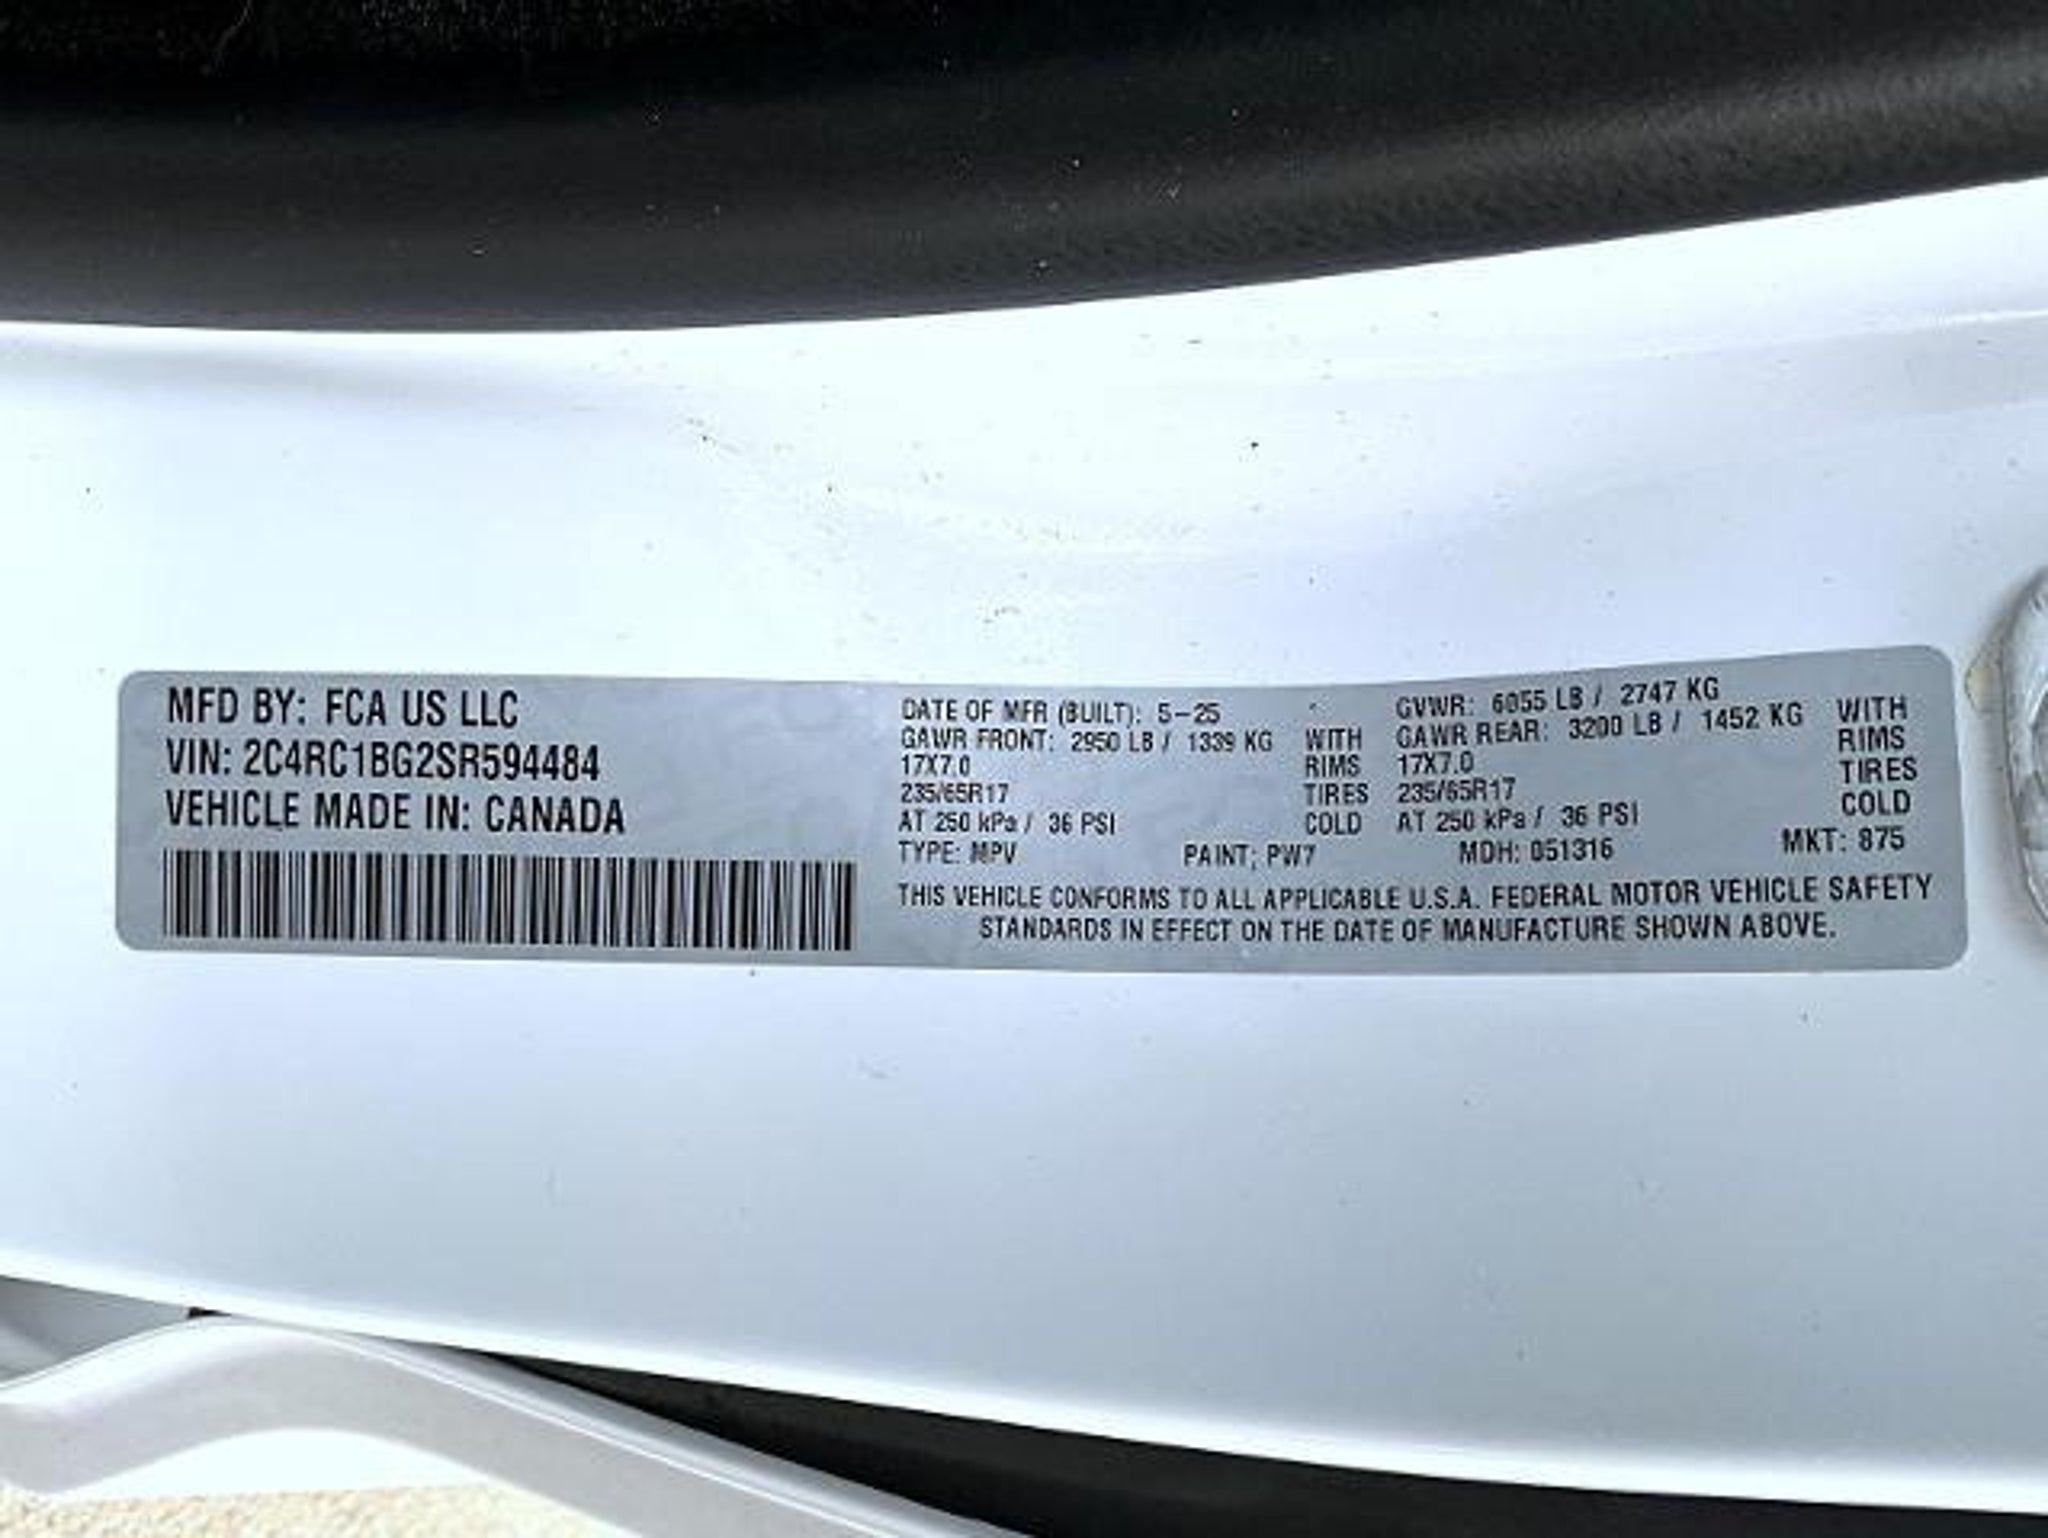 MFD BY: FCA US LLC
VIN: 2C4RC1BG2SR594484
VEHICLE MADE IN: CANADA
DATE OF MFR (BUILT): 5-25
GAWR FRONT: 2950 LB / 1339 KG WITH
17X7.0 RIMS
235/65R17 TIRES
AT 250 kPa / 36 PSI COLD
GVWR: 6055 LB / 2747 KG
GAWR REAR: 3200 LB / 1452 KG WITH
17X7.0 RIMS
235/65R17 TIRES
AT 250 kPa / 36 PSI COLD
TYPE: MPV PAINT: PW7 MDH: 051316 MKT: 875
THIS VEHICLE CONFORMS TO ALL APPLICABLE U.S.A. FEDERAL MOTOR VEHICLE SAFETY
STANDARDS IN EFFECT ON THE DATE OF MANUFACTURE SHOWN ABOVE.